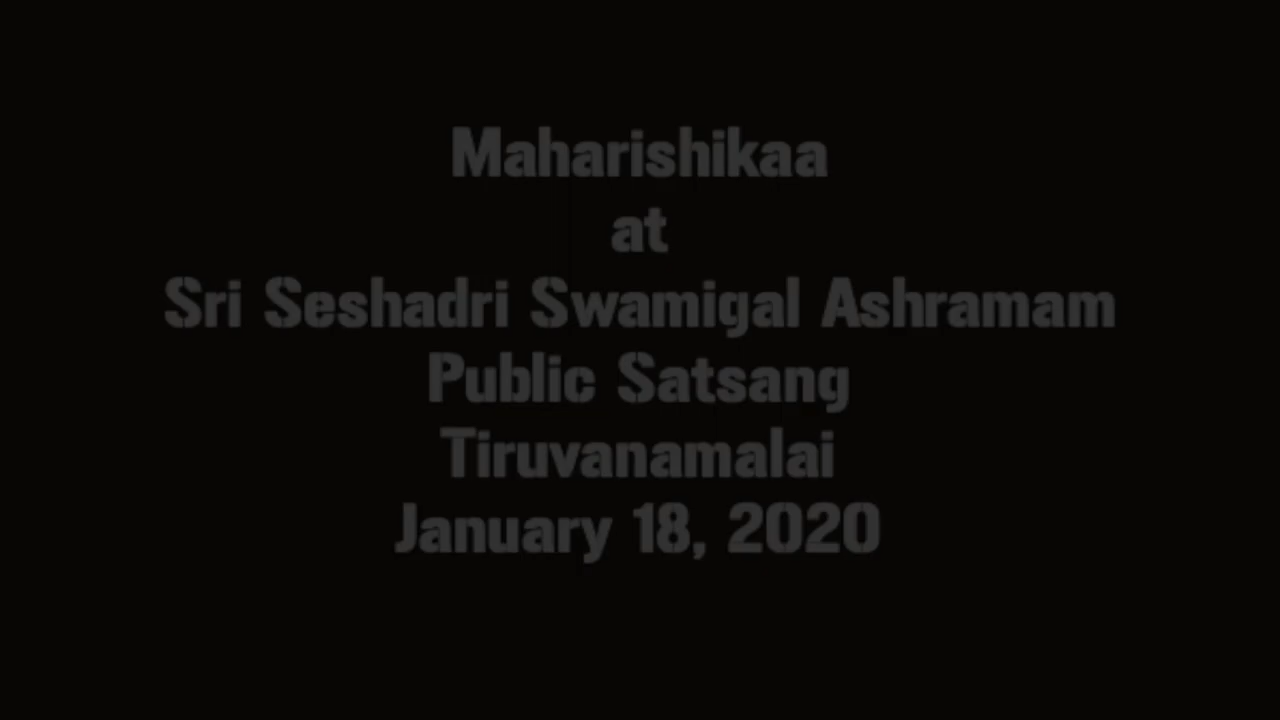 Maharishikaa
at
Sri Seshadri Swamigal Ashramam
Public Satsang
Tiruvanamalai
January 18, 2020